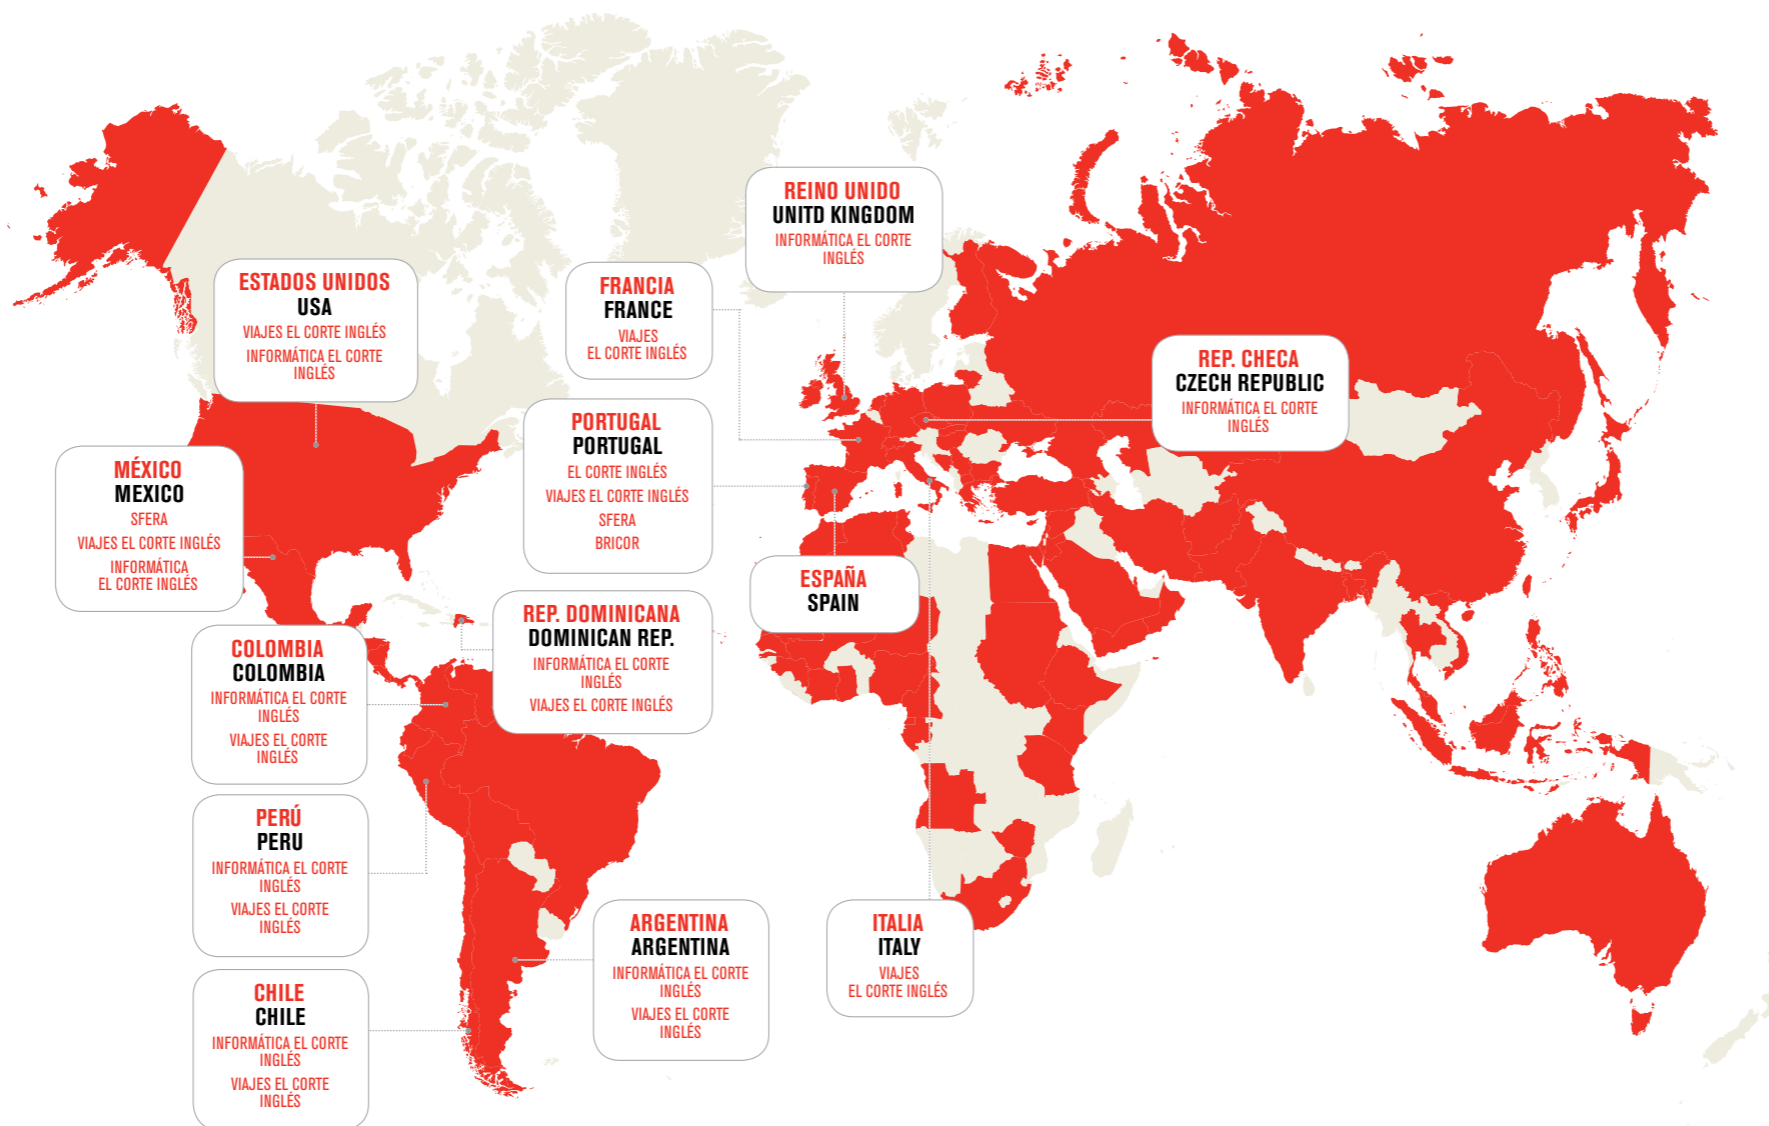 REINO UNIDO
UNITD KINGDOM
INFORMÁTICA EL CORTE
INGLÉS
ESTADOS UNIDOS
USA
VIAJES EL CORTE INGLÉS
INFORMÁTICA EL CORTE
INGLÉS
FRANCIA
FRANCE
VIAJES
EL CORTE INGLÉS
REP. CHECA
CZECH REPUBLIC
INFORMÁTICA EL CORTE
INGLÉS
PORTUGAL
PORTUGAL
EL CORTE INGLÉS
VIAJES EL CORTE INGLÉS
SFERA
BRICOR
MÉXICO
MEXICO
SFERA
VIAJES EL CORTE INGLÉS
INFORMÁTICA
EL CORTE INGLÉS
ESPAÑA
SPAIN
REP. DOMINICANA
DOMINICAN REP.
INFORMÁTICA EL CORTE
INGLÉS
VIAJES EL CORTE INGLÉS
COLOMBIA
COLOMBIA
INFORMÁTICA EL CORTE
INGLÉS
VIAJES EL CORTE
INGLÉS
PERÚ
PERU
INFORMÁTICA EL CORTE
INGLÉS
VIAJES EL CORTE
INGLÉS
ARGENTINA
ARGENTINA
INFORMÁTICA EL CORTE
INGLÉS
VIAJES EL CORTE
INGLÉS
ITALIA
ITALY
VIAJES
EL CORTE INGLÉS
CHILE
CHILE
INFORMÁTICA EL CORTE
INGLÉS
VIAJES EL CORTE
INGLÉS